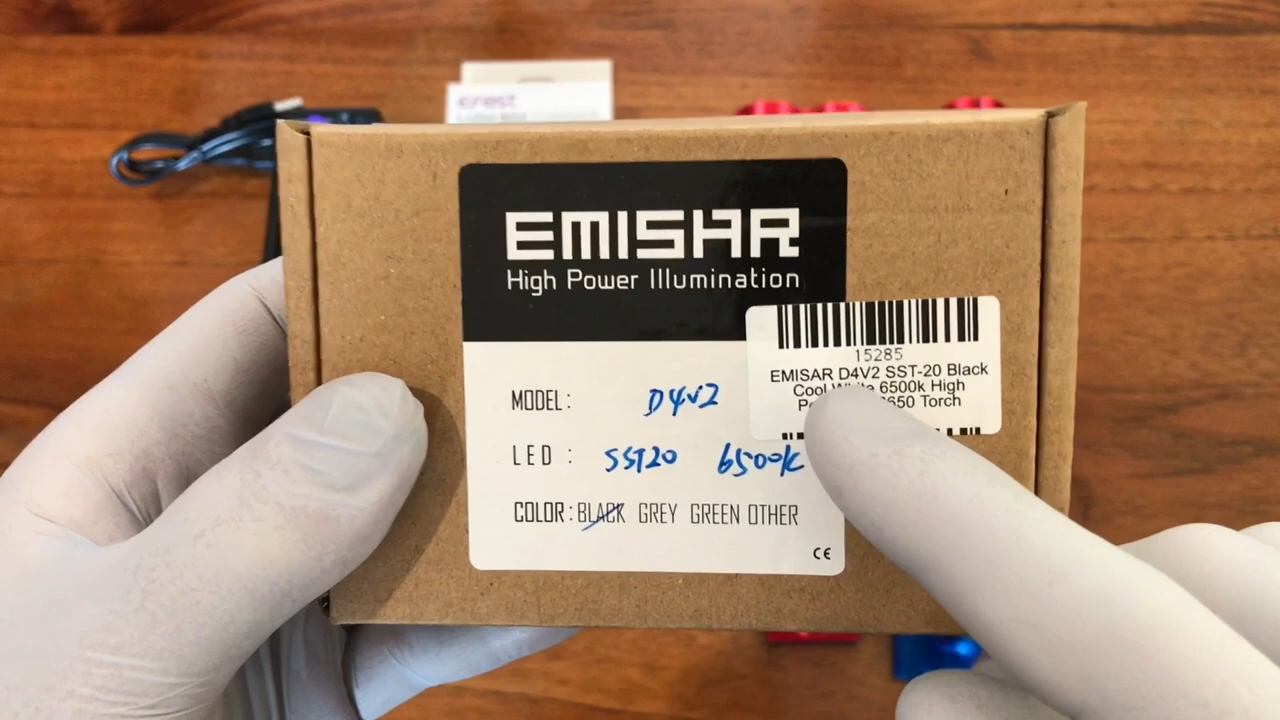 Efest
EMISAR
High Power Illumination
15285
EMISAR D4V2 SST-20 Black
Cool White 6500k High
Torch
MODEL: D4V2
LED : SST20 6500K
COLOR: BLACK GREY GREEN OTHER
CE